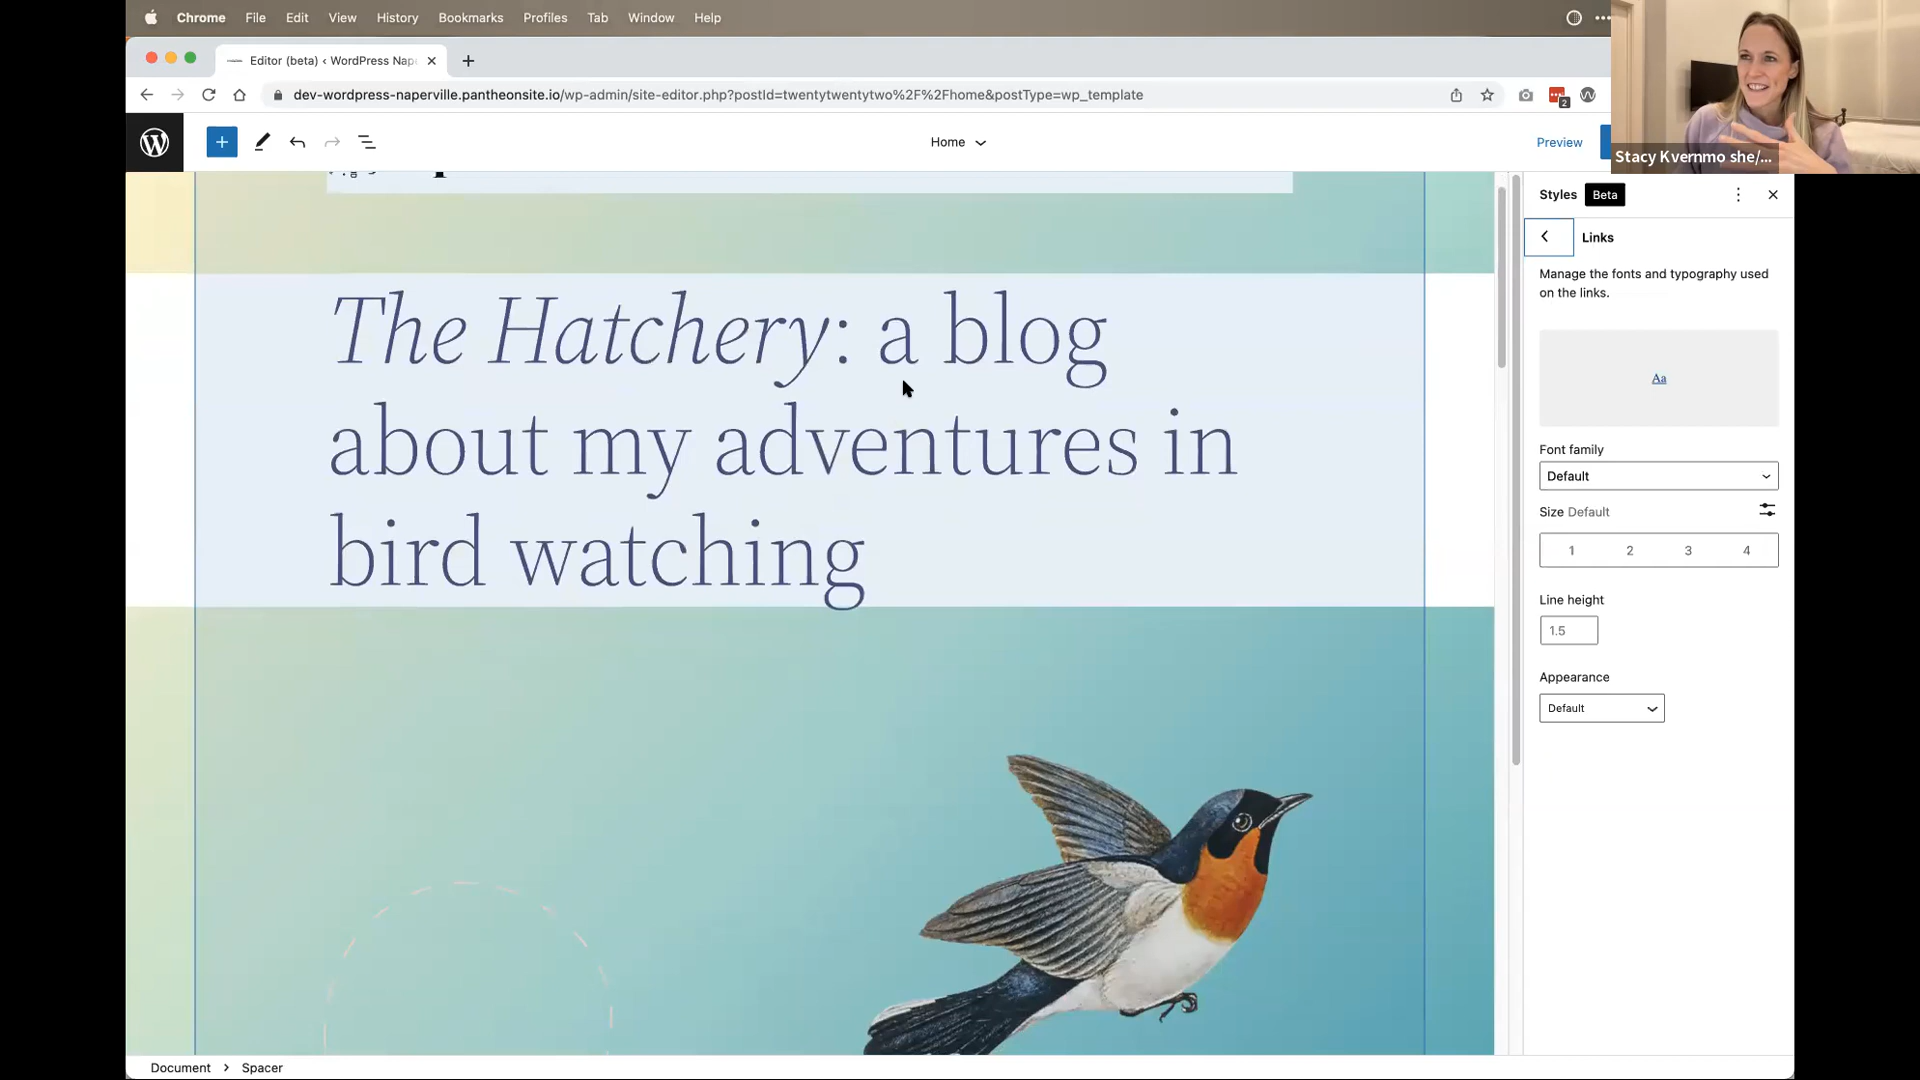 Chrome File Edit View History Bookmarks Profiles Tab Window Help
Editor (beta) ‹ WordPress Nap
dev-wordpress-naperville.pantheonsite.io/wp-admin/site-editor.php?postId=twentytwentytwo%2F%2Fhome&postType=wp_template
2
Home
Preview
Stacy Kvernmo she/...
Styles Beta
Links
Manage the fonts and typography used
on the links.
Aa
Font family
Default
Size Default
1 2 3 4
Line height
1.5
Appearance
Default
The Hatchery: a blog
about my adventures in
bird watching
Document › Spacer